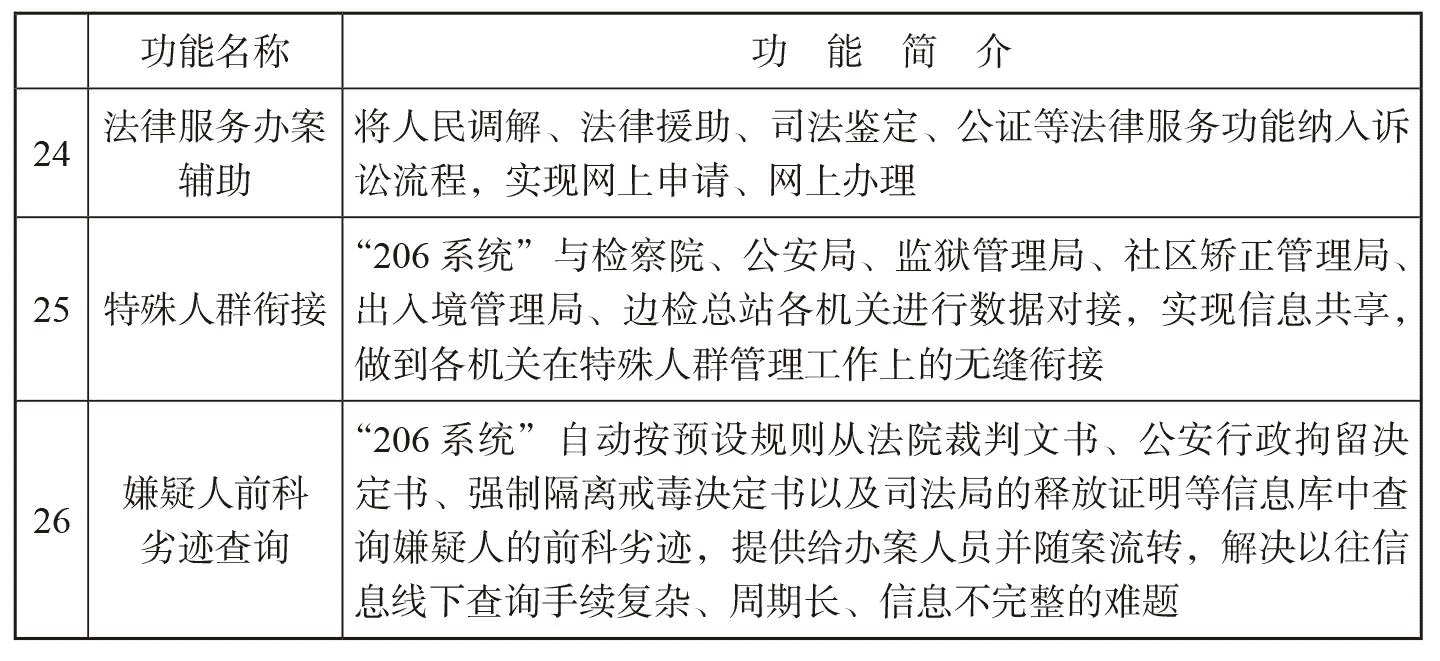 功能名称 功能简介
24 法律服务办案辅助 将人民调解、法律援助、司法鉴定、公证等法律服务功能纳入诉
讼流程，实现网上申请、网上办理
25 特殊人群衔接 “206 系统”与检察院、公安局、监狱管理局、社区矫正管理局、
出入境管理局、边检总站各机关进行数据对接，实现信息共享，
做到各机关在特殊人群管理工作上的无缝衔接
26 嫌疑人前科劣迹查询 “206 系统”自动按预设规则从法院裁判文书、公安行政拘留决
定书、强制隔离戒毒决定书以及司法局的释放证明等信息库中查
询嫌疑人的前科劣迹，提供给办案人员并随案流转，解决以往信
息线下查询手续复杂、周期长、信息不完整的难题